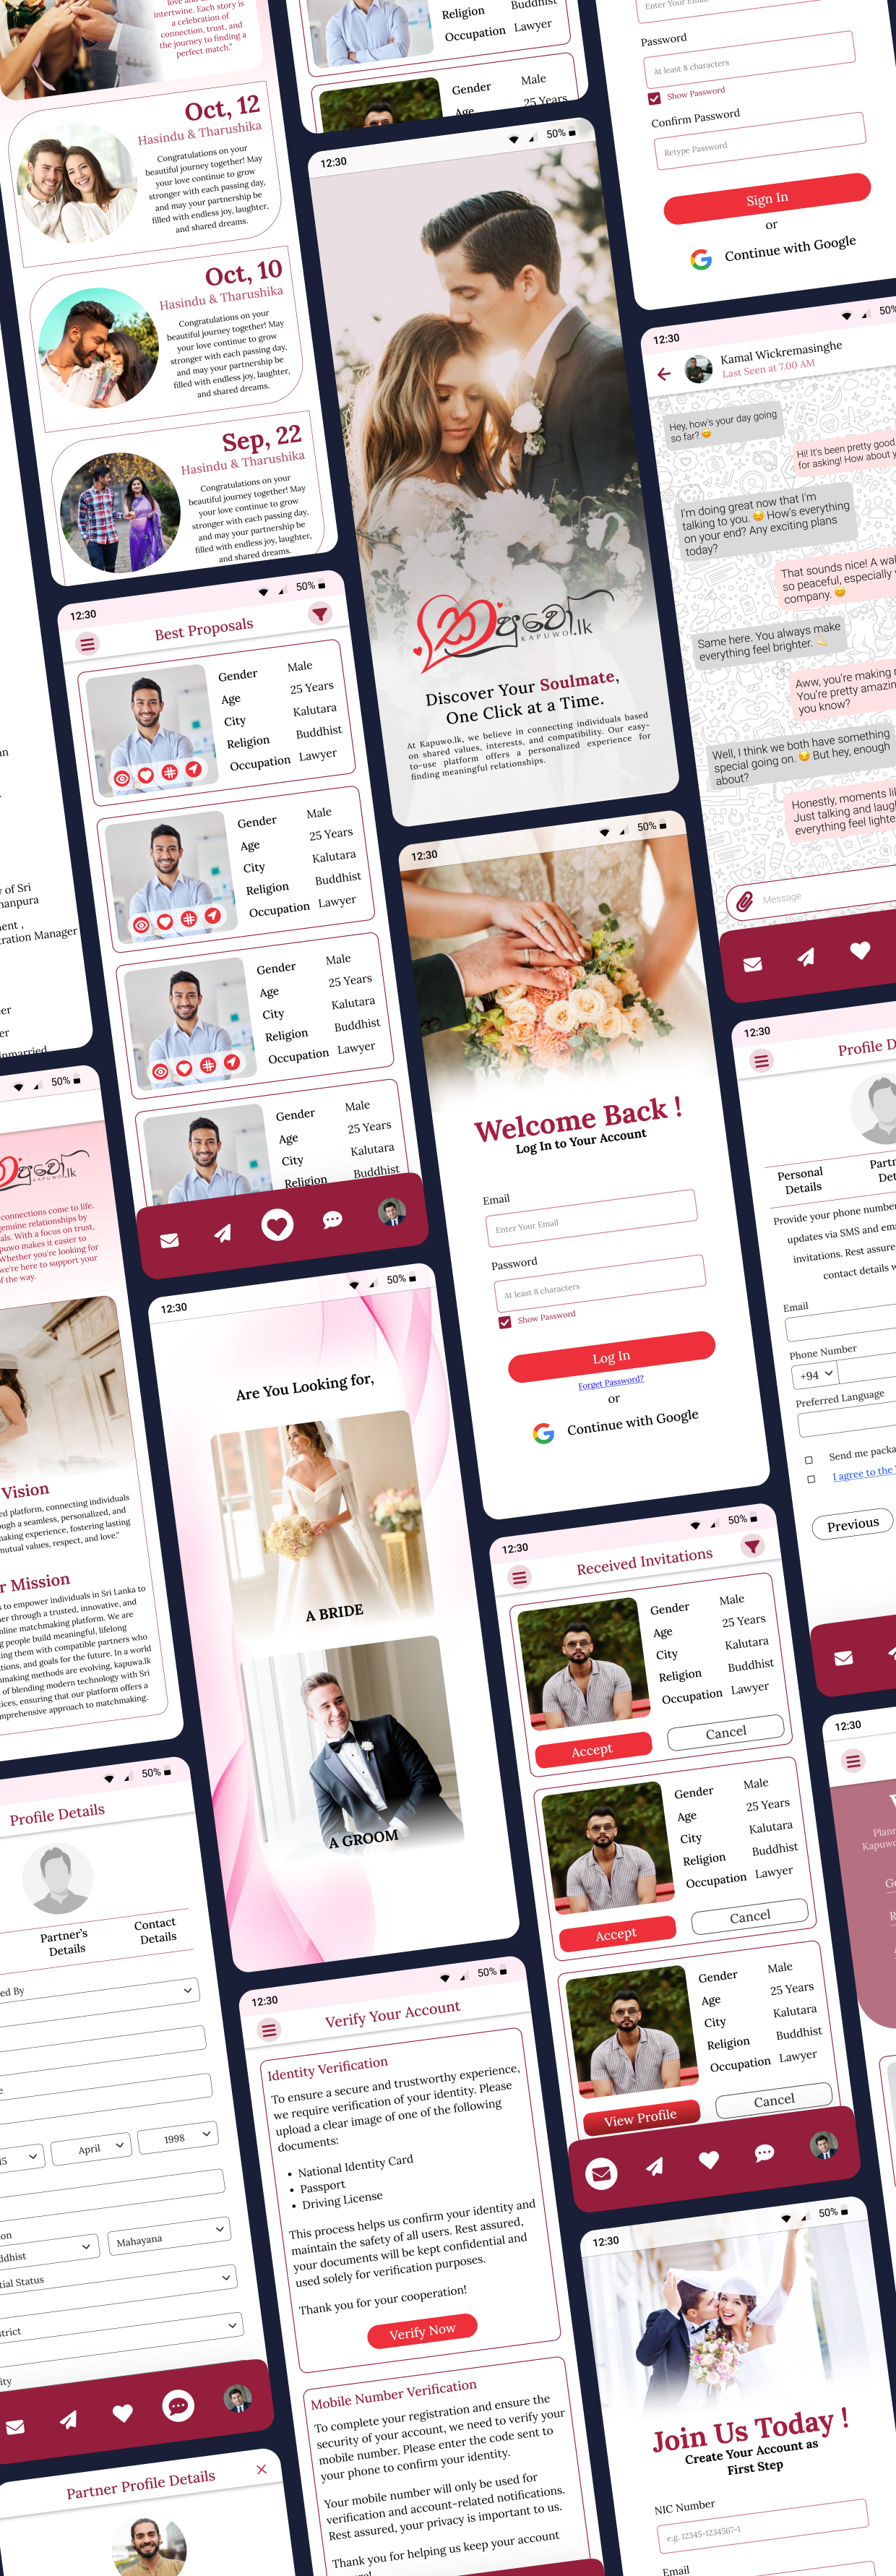 love and
intertwine. Each story is
a celebration of
connection, trust, and
the journey to finding a
perfect match."
Oct, 12
Hasindu & Tharushika
Congratulations on your
beautiful journey together! May
your love continue to grow
stronger with each passing day,
and may your partnership be
filled with endless joy, laughter,
and shared dreams.
Oct, 10
Hasindu & Tharushika
Congratulations on your
beautiful journey together! May
your love continue to grow
stronger with each passing day,
and may your partnership be
filled with endless joy, laughter,
and shared dreams.
Sep, 22
Hasindu & Tharushika
Congratulations on your
beautiful journey together! May
your love continue to grow
stronger with each passing day,
and may your partnership be
filled with endless joy, laughter,
and shared dreams.
Religion Buddhist
Occupation Lawyer
Gender Male
Age 25 Years
12:30 50%
කපුවෝ.lk
KAPUWO
Discover Your Soulmate,
One Click at a Time.
At Kapuwo.lk, we believe in connecting individuals based
on shared values, interests, and compatibility. Our easy-
to-use platform offers a personalized experience for
finding meaningful relationships.
Enter Your Email
Password
At least 8 characters
Show Password
Confirm Password
Retype Password
Sign In
or
Continue with Google
12:30 50%
Kamal Wickremasinghe
Last Seen at 7.00 AM
Hey, how's your day going
so far? 😊
Hi! It's been pretty good
for asking! How about
I'm doing great now that I'm
talking to you. 😏 How's everything
on your end? Any exciting plans
today?
That sounds nice! A
so peaceful, especially
company. 😊
Same here. You always make
everything feel brighter. 💫
Aww, you're making
You're pretty amazin
you know?
Well, I think we both have something
special going on. 😏 But hey, enough
about?
Honestly, moments
Just talking and
everything feel
Message
12:30 50%
Best Proposals
Gender Male
Age 25 Years
City Kalutara
Religion Buddhist
Occupation Lawyer
Gender Male
Age 25 Years
City Kalutara
Religion Buddhist
Occupation Lawyer
Gender Male
Age 25 Years
City Kalutara
Religion Buddhist
Occupation Lawyer
Gender Male
Age 25 Years
City Kalutara
Religion Buddhist
an
y of Sri
anpura
ent ,
tration Manager
er
er
nmarried
12:30 50%
Welcome Back !
Log In to Your Account
Email
Enter Your Email
Password
At least 8 characters
Show Password
Log In
Forget Password?
or
Continue with Google
12:30
Profile D
Personal
Details
Provide your phone number
updates via SMS and
invitations. Rest assure
contact details
Email
Phone Number
+94
Preferred Language
Send me packa
I agree to the
Previous
50%
පුවෝ.lk
KAPUWO
connections come to life.
enuine relationships by
als. With a focus on trust,
puwo makes it easier to
Whether you're looking for
we're here to support your
of the way.
Vision
ed platform, connecting individuals
ugh a seamless, personalized, and
making experience, fostering lasting
mutual values, respect, and love."
r Mission
to empower individuals in Sri Lanka to
er through a trusted, innovative, and
nline matchmaking platform. We are
g people build meaningful, lifelong
ing them with compatible partners who
tions, and goals for the future. In a world
hmaking methods are evolving, kapuwa.lk
of blending modern technology with Sri
ices, ensuring that our platform offers a
mprehensive approach to matchmaking.
12:30 50%
Are You Looking for,
A BRIDE
A GROOM
12:30 50%
Received Invitations
Gender Male
Age 25 Years
City Kalutara
Religion Buddhist
Occupation Lawyer
Accept Cancel
Gender Male
Age 25 Years
City Kalutara
Religion Buddhist
Occupation Lawyer
Accept Cancel
Gender Male
Age 25 Years
City Kalutara
Religion Buddhist
Occupation Lawyer
View Profile Cancel
12:30
Plann
Kapuwo
50%
Profile Details
Partner's
Details
Contact
Details
ed By
15 April 1998
on
ddhist Mahayana
ital Status
strict
ity
Partner Profile Details
12:30 50%
Verify Your Account
Identity Verification
To ensure a secure and trustworthy experience,
we require verification of your identity. Please
upload a clear image of one of the following
documents:
• National Identity Card
• Passport
• Driving License
This process helps us confirm your identity and
maintain the safety of all users. Rest assured,
your documents will be kept confidential and
used solely for verification purposes.
Thank you for your cooperation!
Verify Now
Mobile Number Verification
To complete your registration and ensure the
security of your account, we need to verify your
mobile number. Please enter the code sent to
your phone to confirm your identity.
Your mobile number will only be used for
verification and account-related notifications.
Rest assured, your privacy is important to us.
Thank you for helping us keep your account
12:30 50%
Join Us Today !
Create Your Account as
First Step
NIC Number
e.g. 12345-1234567-1
Email